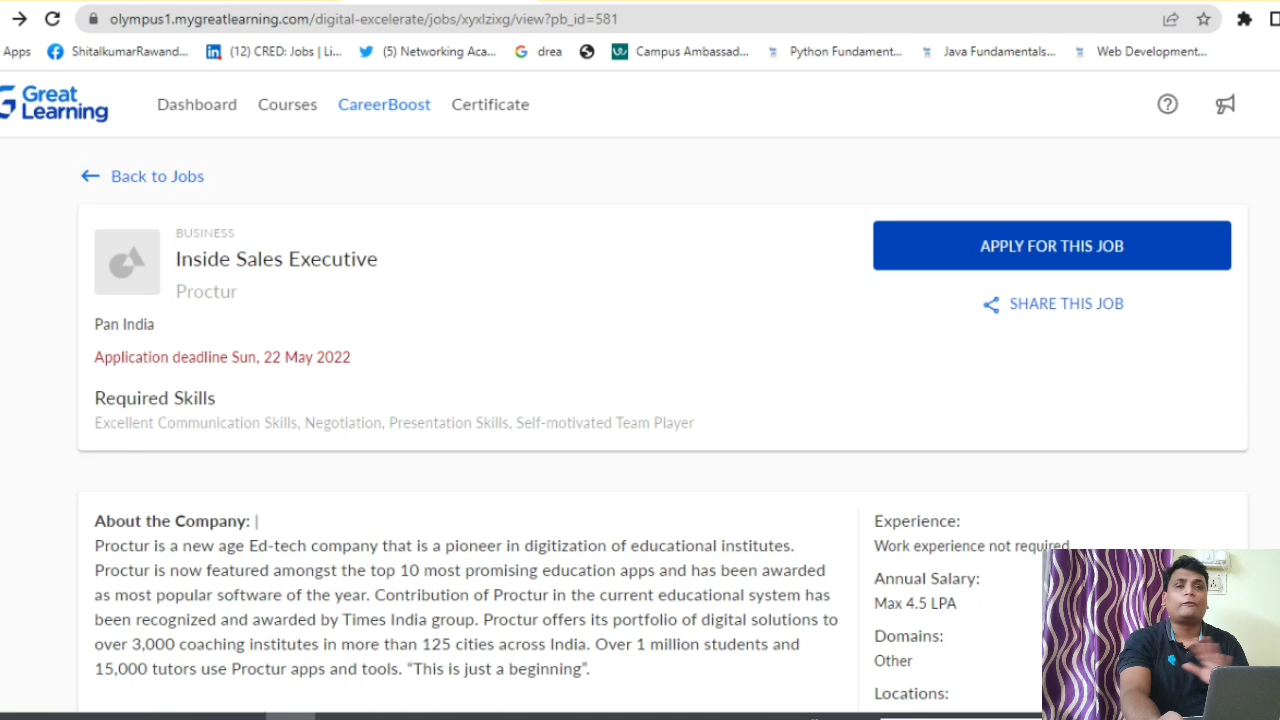 olympus1.mygreatlearning.com/digital-excelerate/jobs/xyxlzixg/view?pb_id=581
Apps ShitalkumarRawand... (12) CRED: Jobs | Li... (5) Networking Aca... drea Campus Ambassad... Python Fundament... Java Fundamentals... Web Development...
Great
Learning
Dashboard Courses CareerBoost Certificate
Back to Jobs
BUSINESS
Inside Sales Executive
Proctur
APPLY FOR THIS JOB
SHARE THIS JOB
Pan India
Application deadline Sun, 22 May 2022
Required Skills
Excellent Communication Skills, Negotiation, Presentation Skills, Self-motivated Team Player
About the Company: |
Proctur is a new age Ed-tech company that is a pioneer in digitization of educational institutes.
Proctur is now featured amongst the top 10 most promising education apps and has been awarded
as most popular software of the year. Contribution of Proctur in the current educational system has
been recognized and awarded by Times India group. Proctur offers its portfolio of digital solutions to
over 3,000 coaching institutes in more than 125 cities across India. Over 1 million students and
15,000 tutors use Proctur apps and tools. “This is just a beginning”.
Experience:
Work experience not required
Annual Salary:
Max 4.5 LPA
Domains:
Other
Locations: